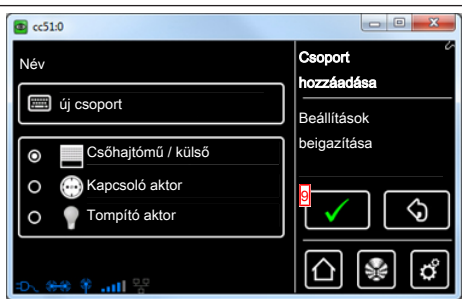 cc51:0
Név
új csoport
Csőhajtómű / külső
Kapcsoló aktor
Tompító aktor
Csoport
hozzáadása
Beállítások
beigazítása
9